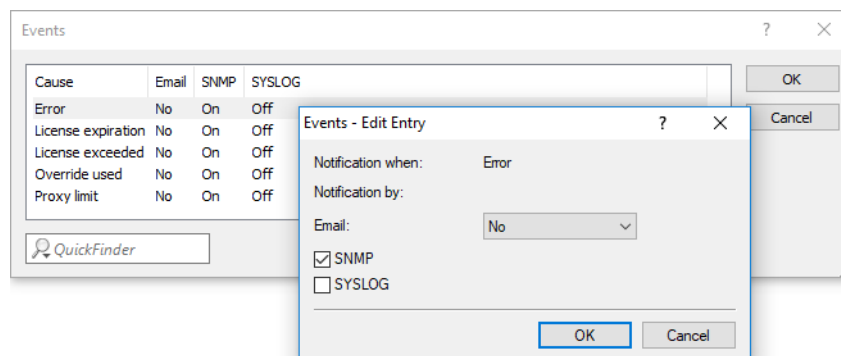 Events
Cause Email SNMP SYSLOG
Error No On Off
License expiration No On Off
License exceeded No On Off
Override used No On Off
Proxy limit No On Off
QuickFinder
OK
Cancel
Events - Edit Entry
Notification when: Error
Notification by:
Email: No
SNMP
SYSLOG
OK Cancel